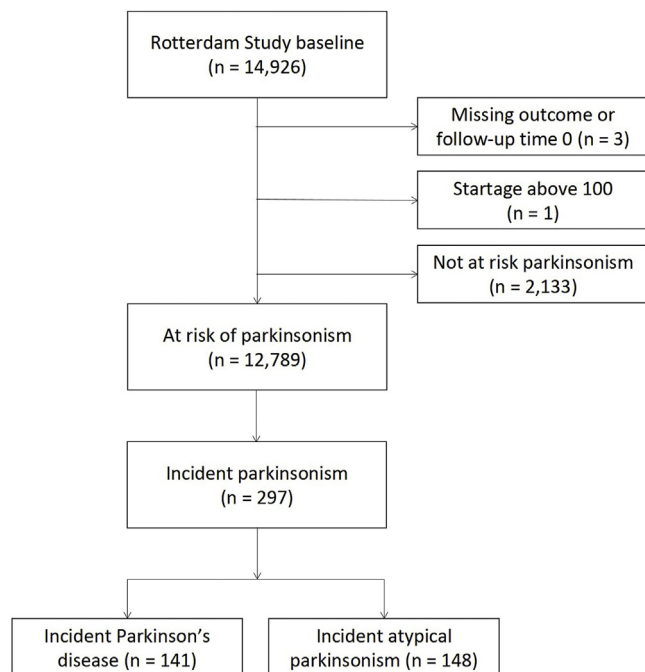 Rotterdam Study baseline
(n = 14,926)
Missing outcome or
follow-up time 0 (n = 3)
Startage above 100
(n = 1)
Not at risk parkinsonism
(n = 2,133)
At risk of parkinsonism
(n = 12,789)
Incident parkinsonism
(n = 297)
Incident Parkinson’s
disease (n = 141)
Incident atypical
parkinsonism (n = 148)